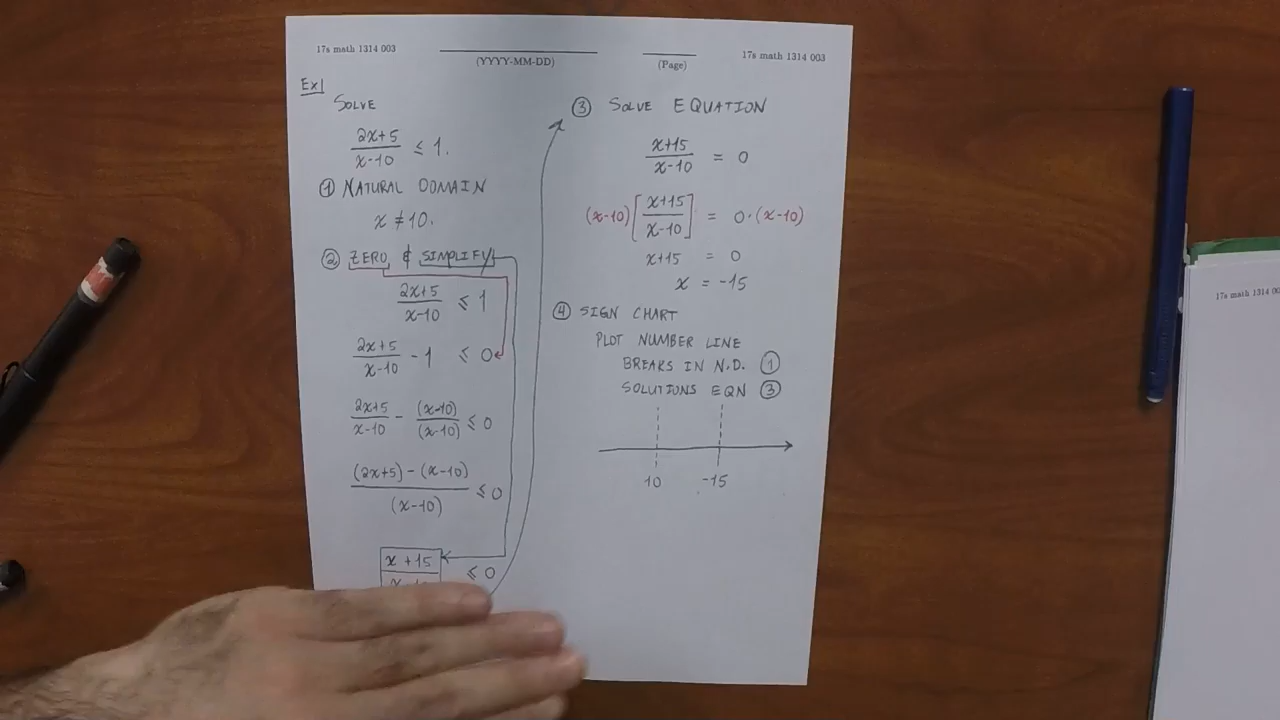 17s math 1314 003
(YYYY-MM-DD)
(Page)
17s math 1314 003
Ex1
SOLVE
2x+5
x-10 ≤ 1.
① NATURAL DOMAIN
x ≠ 10.
② ZERO & SIMPLIFY
2x+5
x-10 ≤ 1
2x+5
x-10 - 1 ≤ 0
2x+5 - (x-10)
x-10 (x-10) ≤ 0
(2x+5) - (x-10)
(x-10) ≤ 0
x+15
≤ 0
③ SOLVE EQUATION
x+15
x-10 = 0
(x-10) [ x+15
x-10 ] = 0·(x-10)
x+15 = 0
x = -15
④ SIGN CHART
PLOT NUMBER LINE
BREAKS IN N.D. ①
SOLUTIONS EQN ③
10 -15
17s math 1314 00